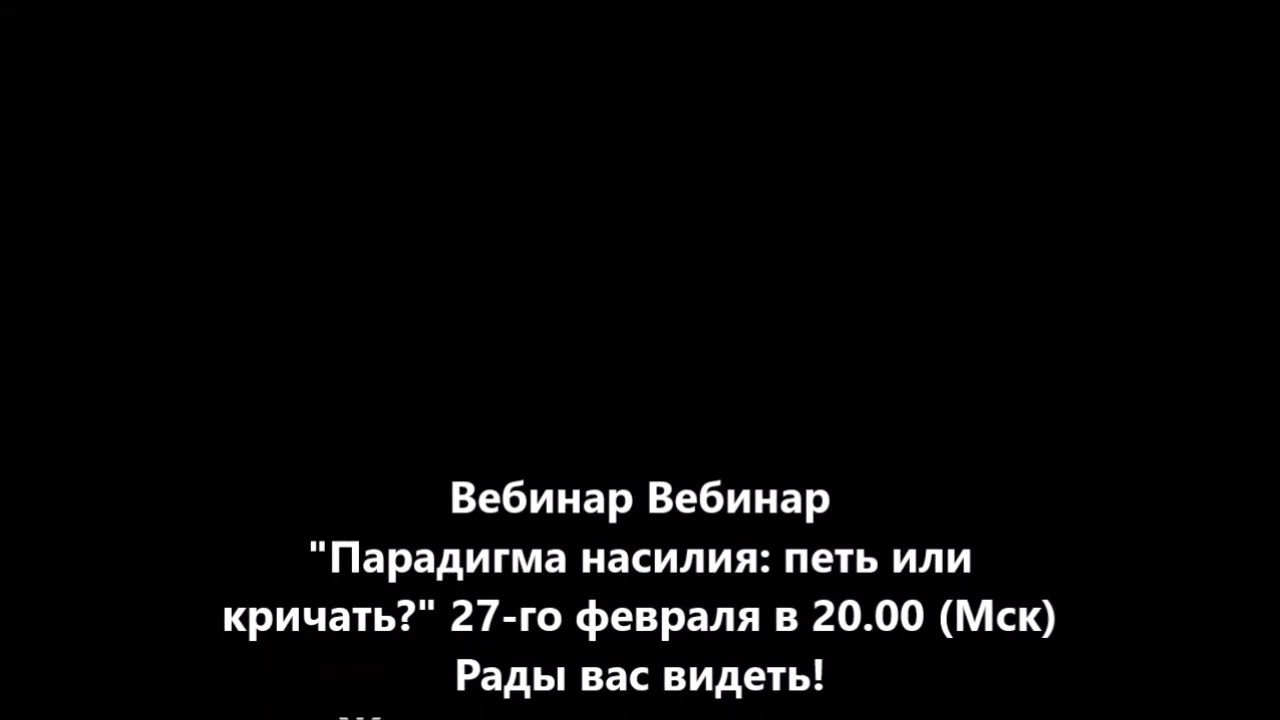 Вебинар Вебинар
"Парадигма насилия: петь или
кричать?" 27-го февраля в 20.00 (Мск)
Рады вас видеть!